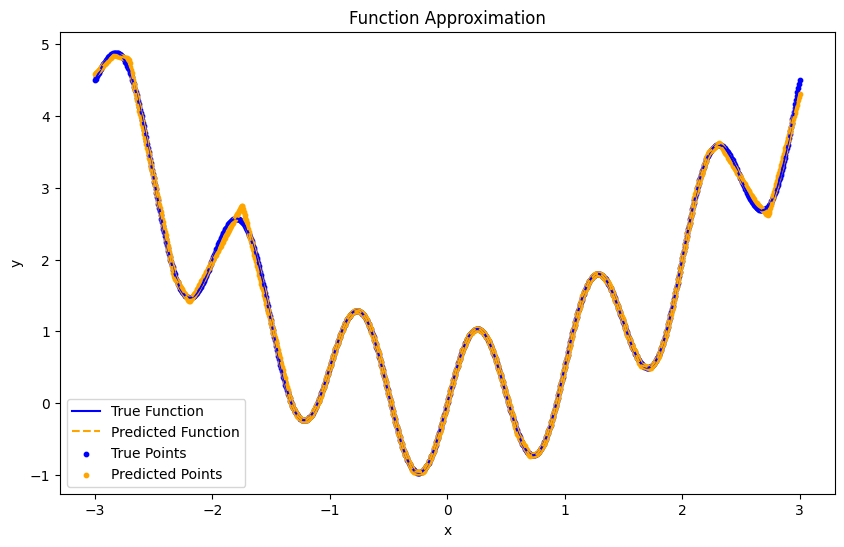 Function Approximation
5
4
3
2
1
0
−1
y
True Function
Predicted Function
True Points
Predicted Points
−3
−2
−1
0
1
2
3
x